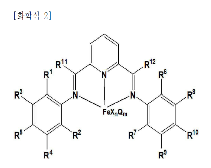 [화학식 2]
R11 R12
N
R1 R6
R3 N N R8
FeXnQm
R5 R2 R7 R10
R4 R9